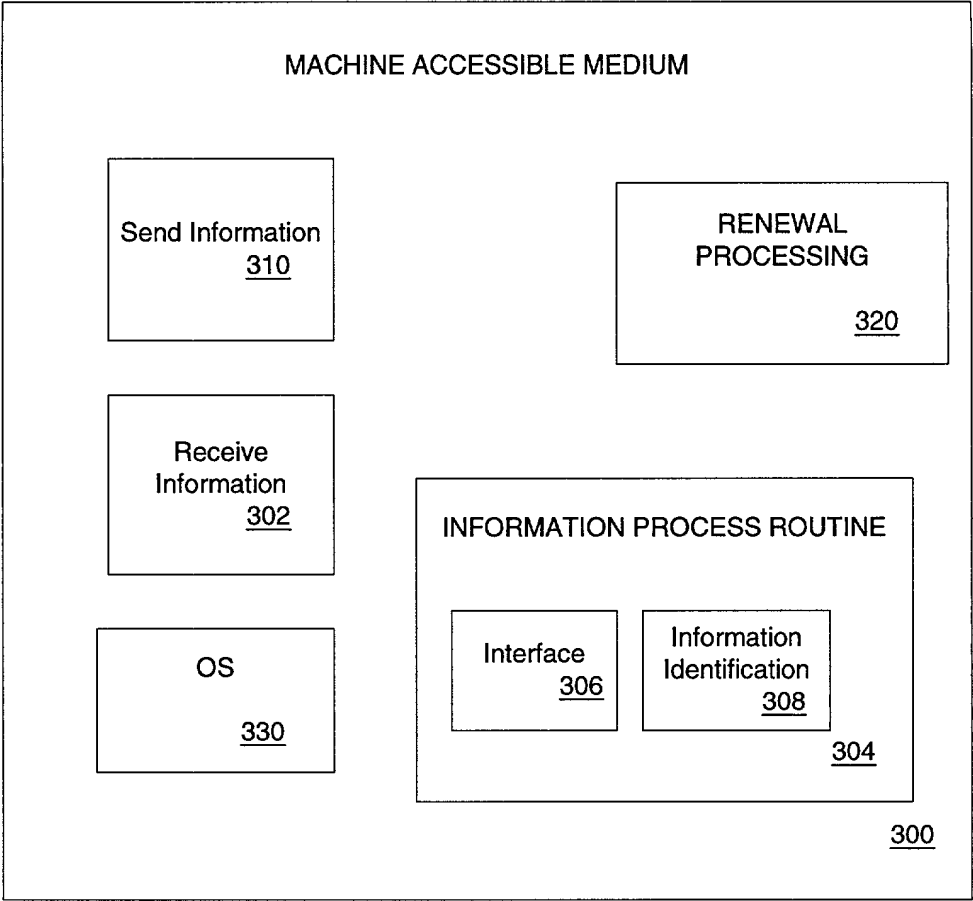 MACHINE ACCESSIBLE MEDIUM
Send Information
310
RENEWAL
PROCESSING
320
Receive
Information
302
INFORMATION PROCESS ROUTINE
Interface
306
Information
Identification
308
304
OS
330
300